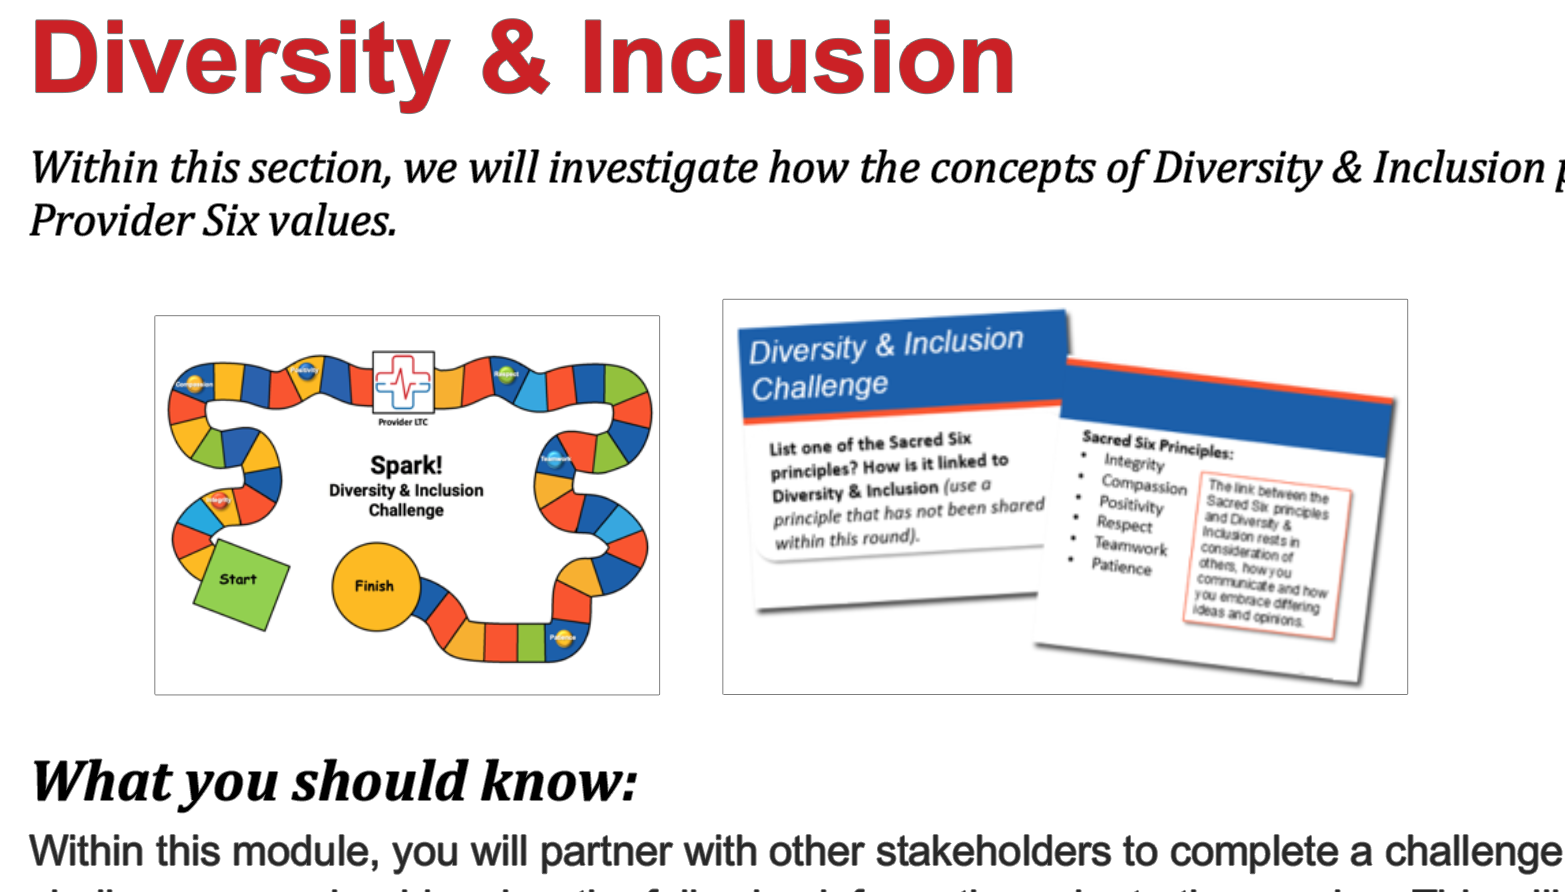 Diversity & Inclusion
Within this section, we will investigate how the concepts of Diversity & Inclusion
Provider Six values.
Compassion
Positivity
Respect
Provider LTC
Teamwork
Spark!
Diversity & Inclusion
Challenge
Integrity
Start
Finish
Patience
Diversity & Inclusion
Challenge
List one of the Sacred Six
principles? How is it linked to
Diversity & Inclusion (use a
principle that has not been shared
within this round).
Sacred Six Principles:
• Integrity
• Compassion
• Positivity
• Respect
• Teamwork
• Patience
The link between the
Sacred Six principles
and Diversity &
Inclusion rests in
consideration of
others, how you
communicate and how
you embrace differing
ideas and opinions.
What you should know:
Within this module, you will partner with other stakeholders to complete a challenge